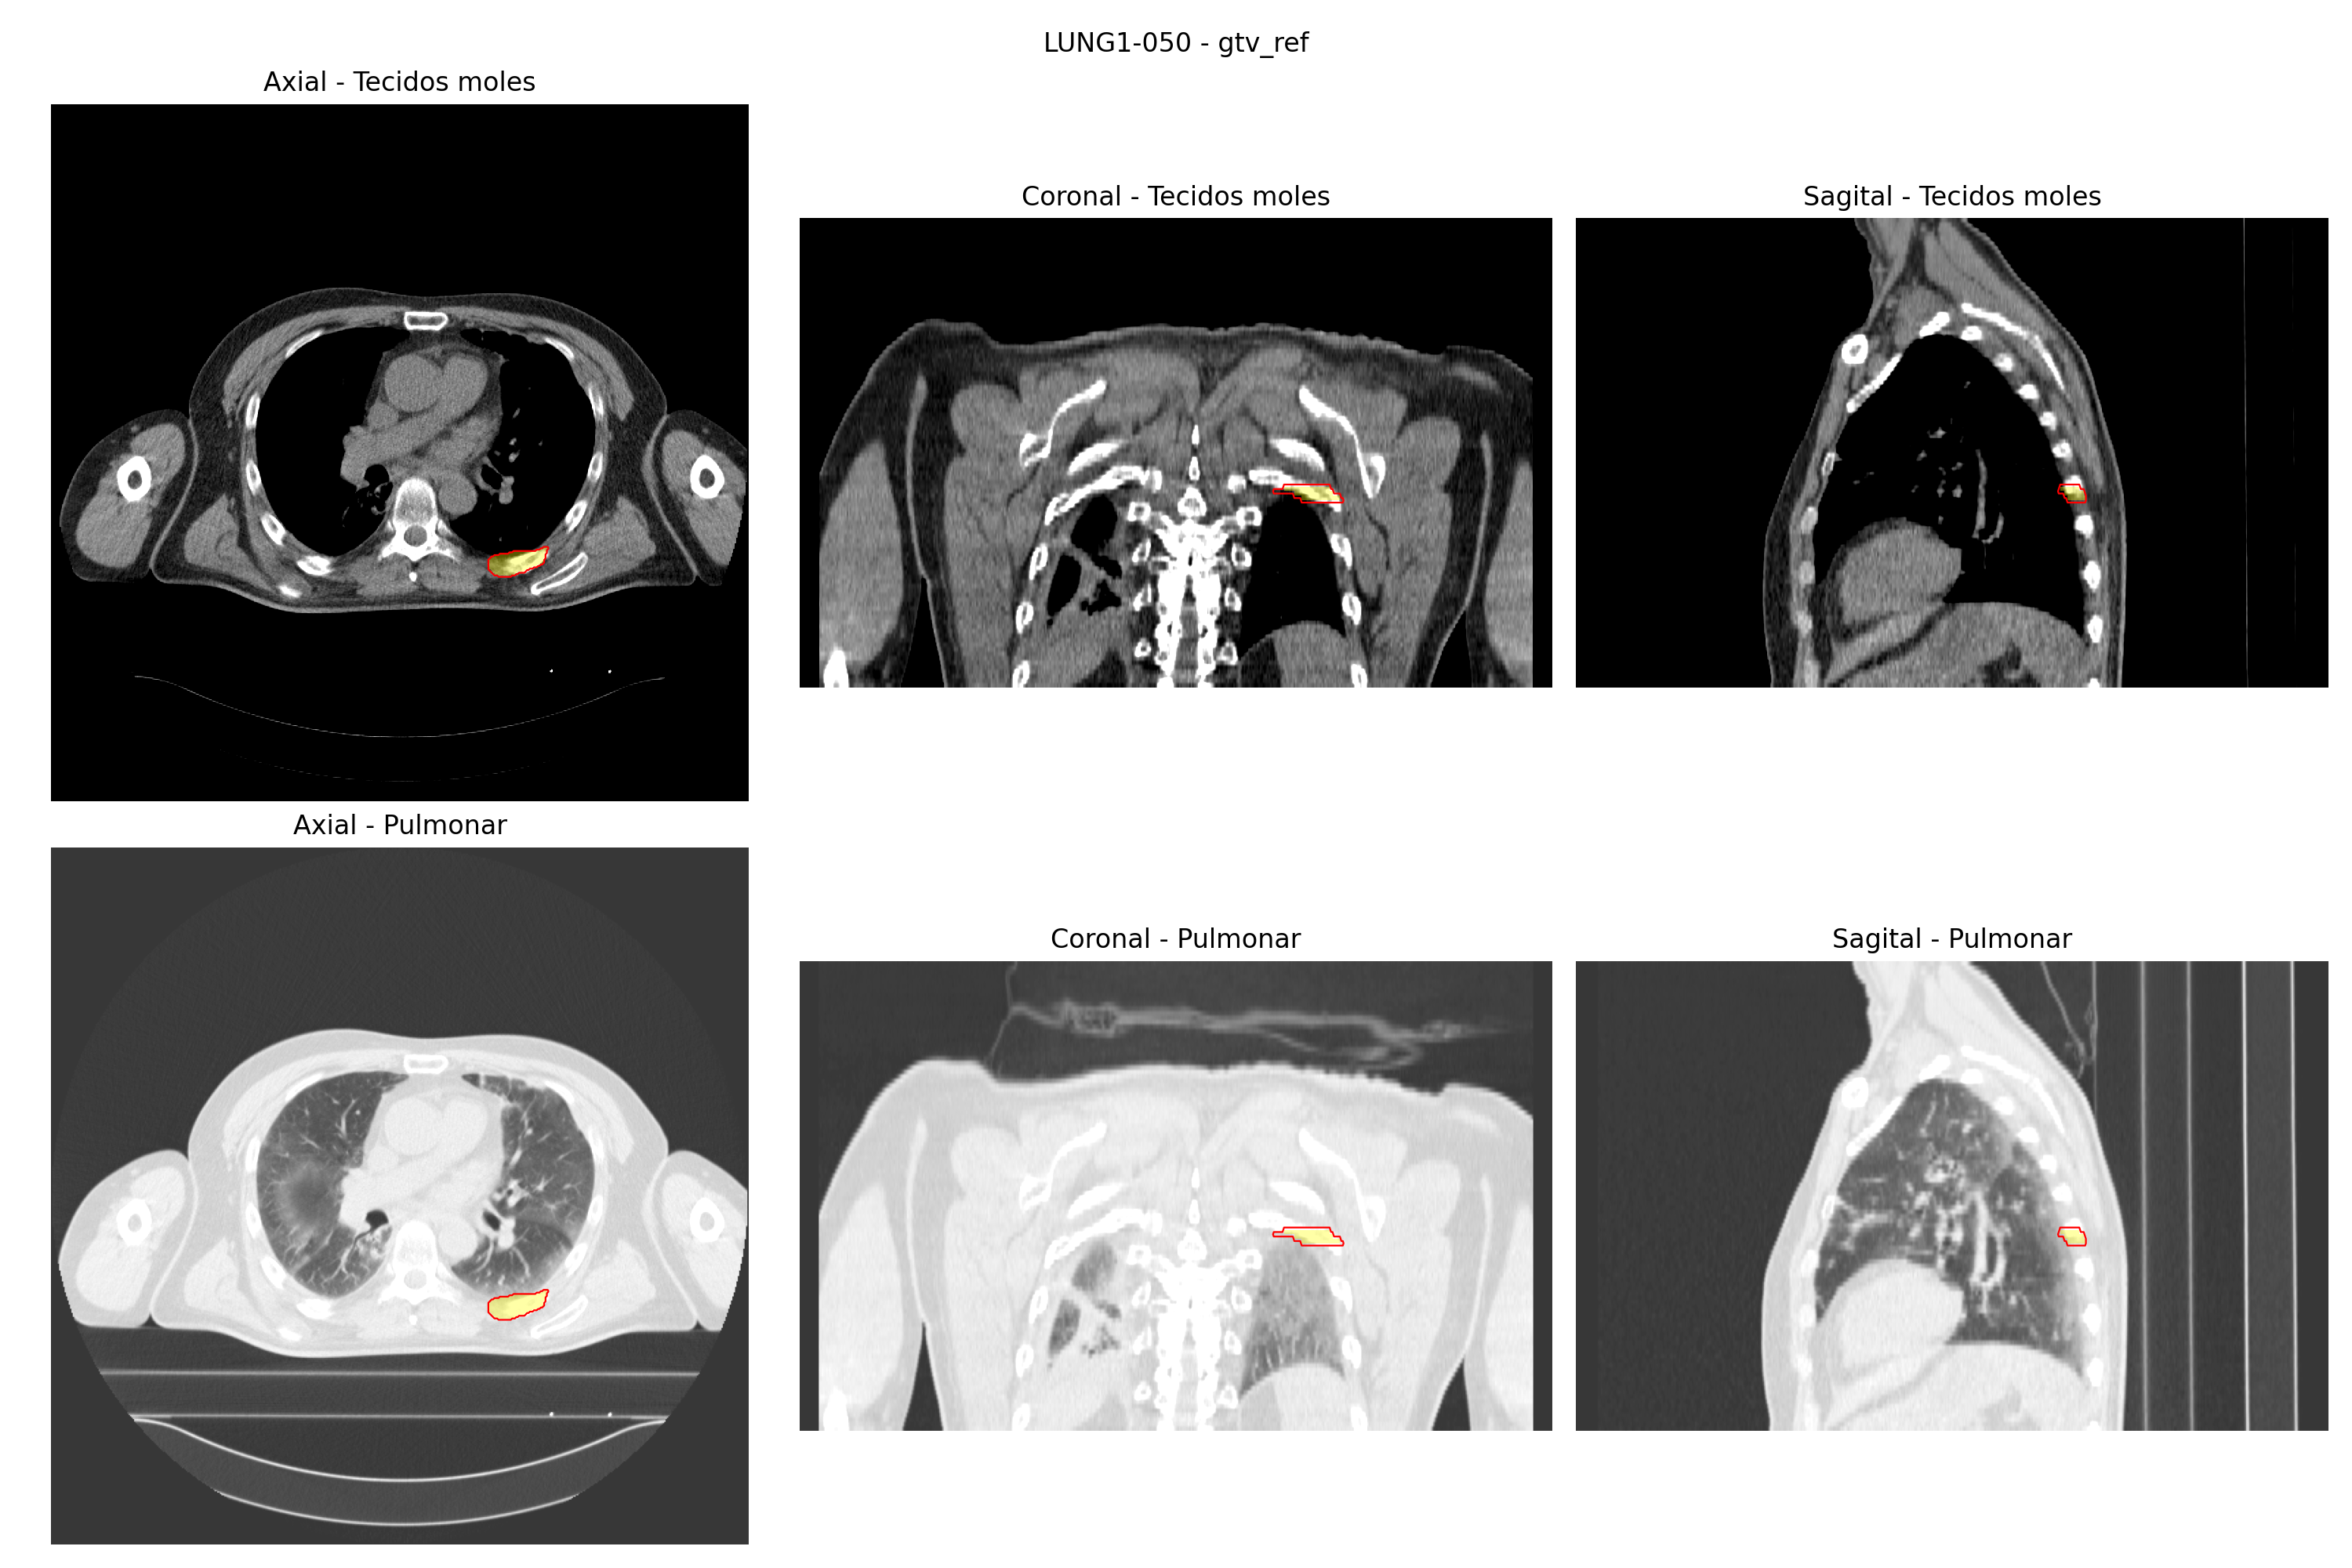 LUNG1-050 - gtv_ref
Axial - Tecidos moles
Coronal - Tecidos moles
Sagital - Tecidos moles
Axial - Pulmonar
Coronal - Pulmonar
Sagital - Pulmonar